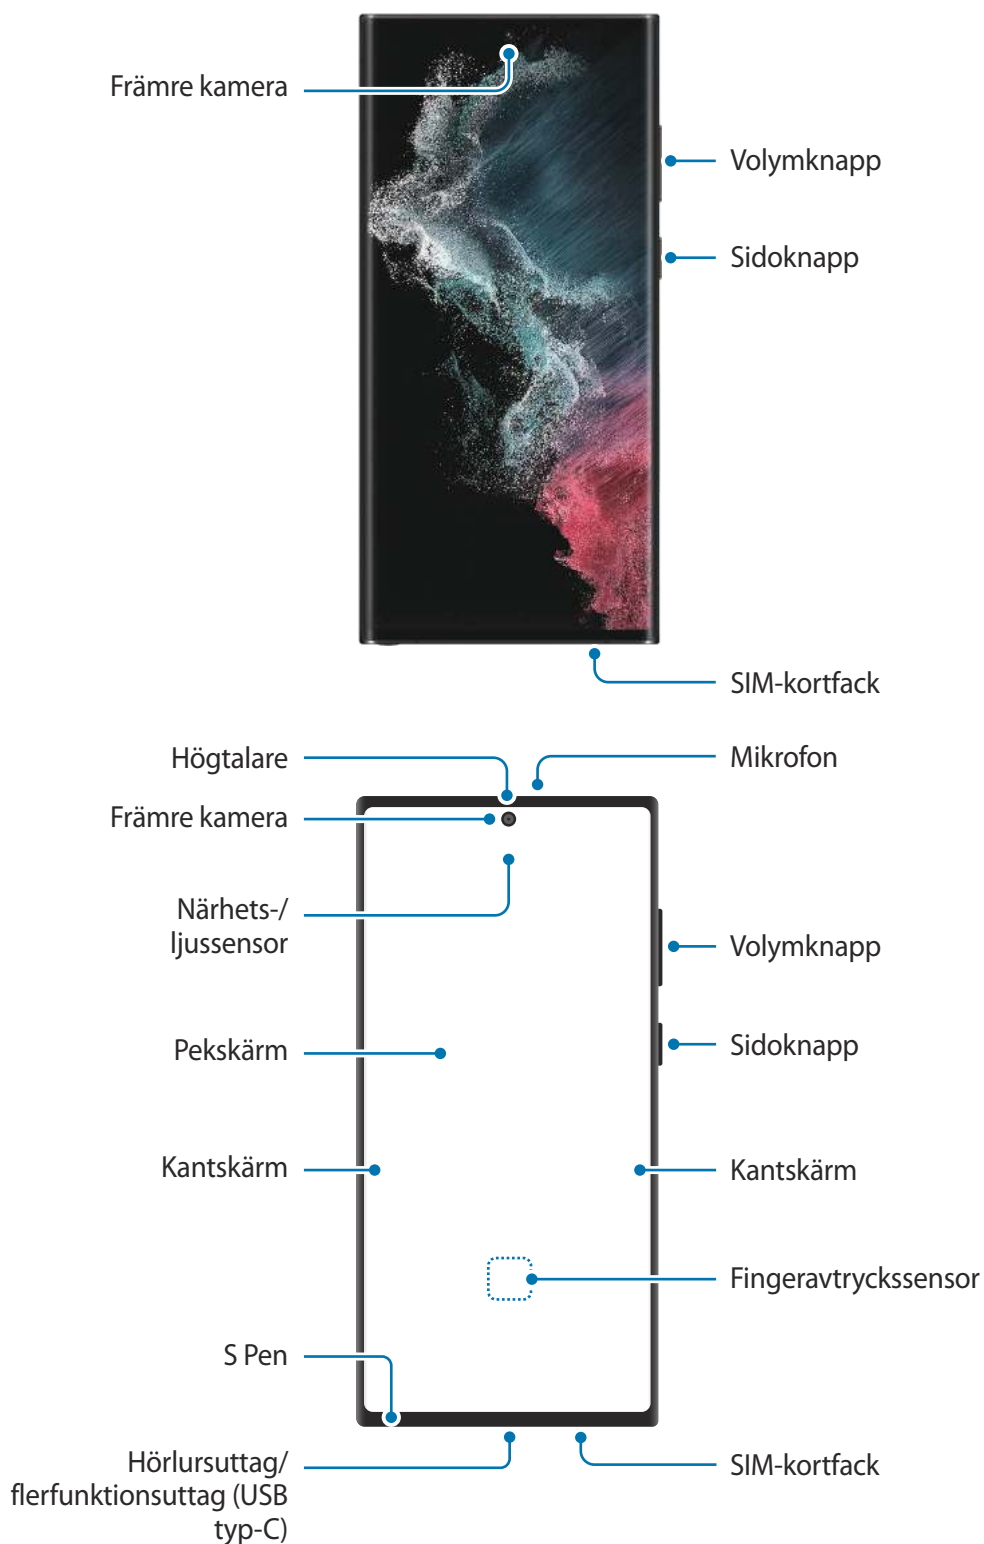 Främre kamera
Volymknapp
Sidoknapp
SIM-kortfack
Högtalare
Mikrofon
Främre kamera
Närhets-/
ljussensor
Volymknapp
Pekskärm
Sidoknapp
Kantskärm
Kantskärm
Fingeravtryckssensor
S Pen
Hörlursuttag/
flerfunktionsuttag (USB
typ-C)
SIM-kortfack